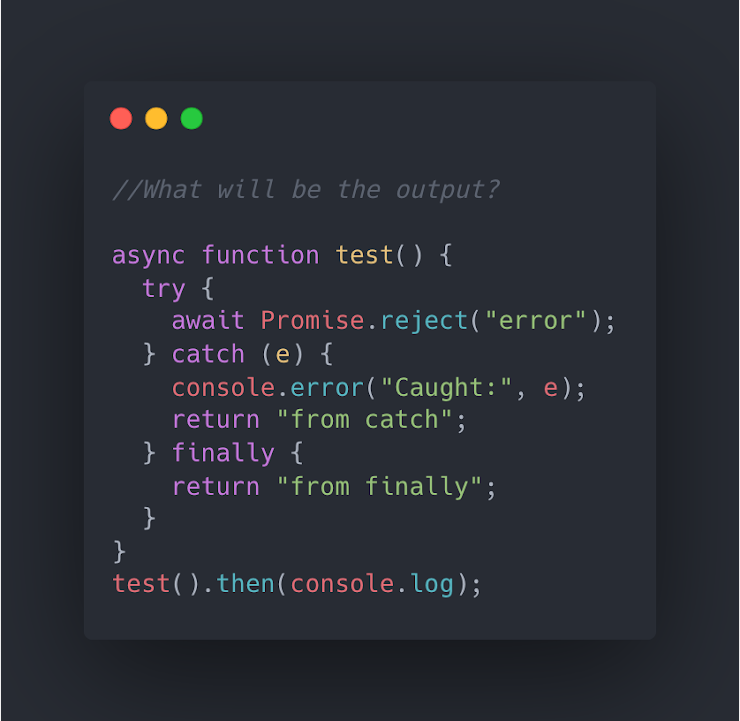 //What will be the output?
async function test() {
  try {
    await Promise.reject("error");
  } catch (e) {
    console.error("Caught:", e);
    return "from catch";
  } finally {
    return "from finally";
  }
}
test().then(console.log);